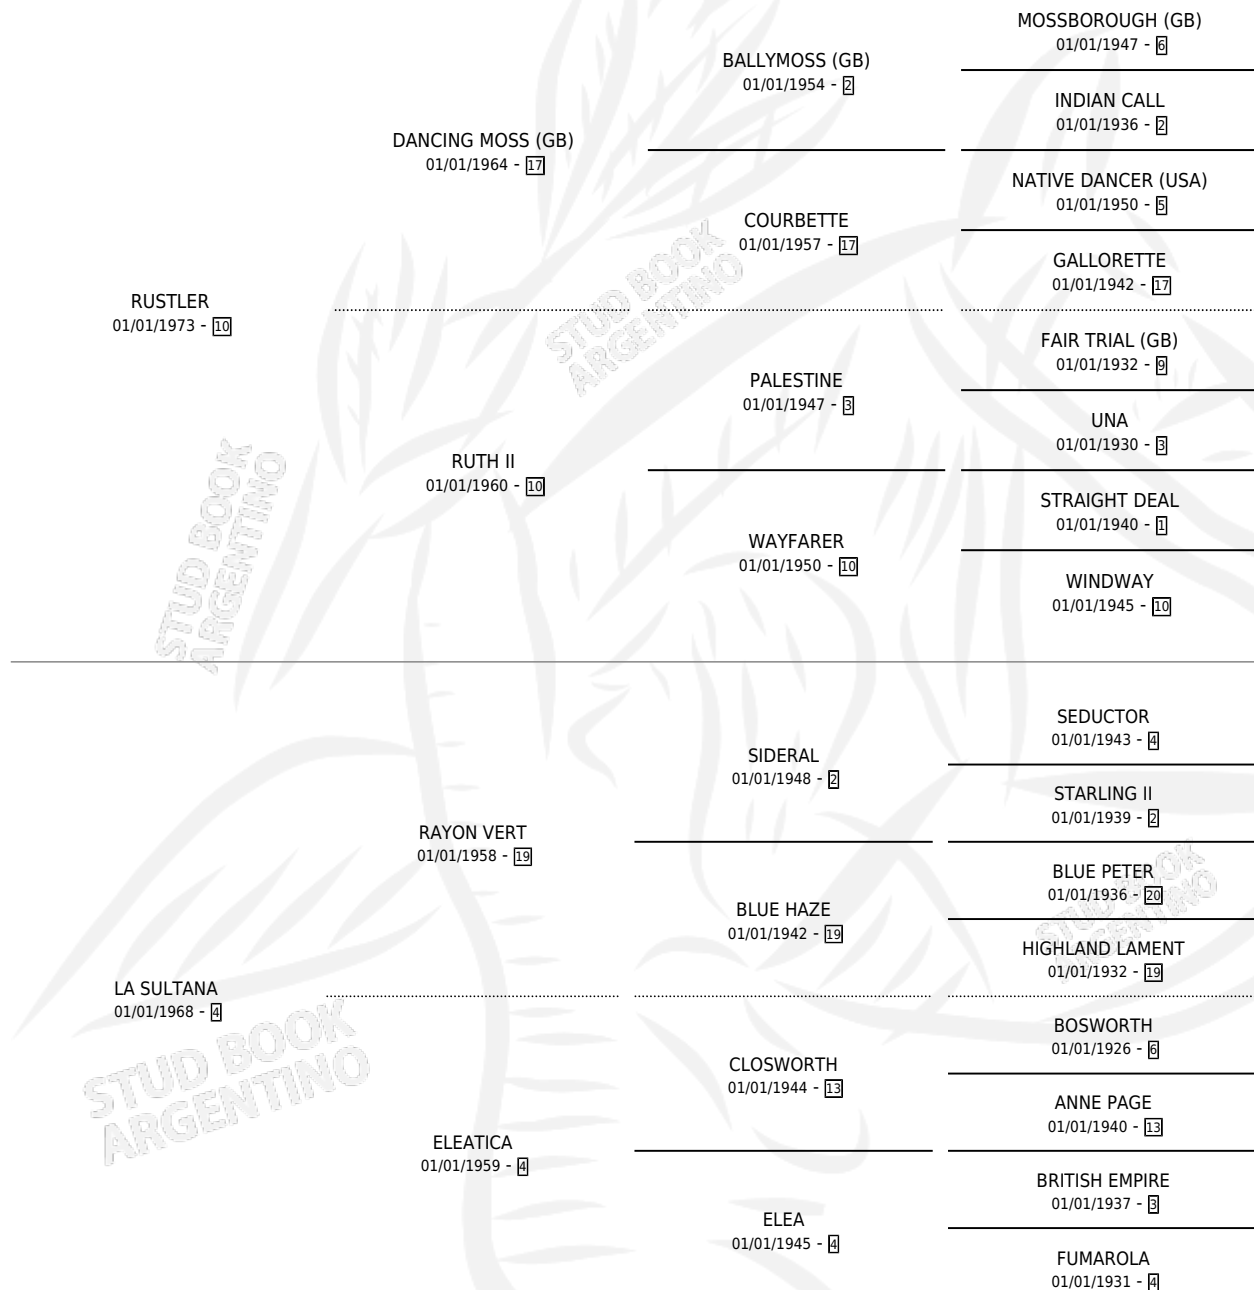 MOSSBOROUGH (GB)
01/01/1947 - 6
BALLYMOSS (GB)
01/01/1954 - 2
INDIAN CALL
01/01/1936 - 2
DANCING MOSS (GB)
01/01/1964 - 17
NATIVE DANCER (USA)
01/01/1950 - 5
COURBETTE
01/01/1957 - 17
GALLORETTE
01/01/1942 - 17
RUSTLER
01/01/1973 - 10
FAIR TRIAL (GB)
01/01/1932 - 9
PALESTINE
01/01/1947 - 3
UNA
01/01/1930 - 3
RUTH II
01/01/1960 - 10
STRAIGHT DEAL
01/01/1940 - 1
WAYFARER
01/01/1950 - 10
WINDWAY
01/01/1945 - 10
SEDUCTOR
01/01/1943 - 4
SIDERAL
01/01/1948 - 2
STARLING II
01/01/1939 - 2
RAYON VERT
01/01/1958 - 19
BLUE PETER
01/01/1936 - 20
BLUE HAZE
01/01/1942 - 19
HIGHLAND LAMENT
01/01/1932 - 19
LA SULTANA
01/01/1968 - 4
BOSWORTH
01/01/1926 - 6
CLOSWORTH
01/01/1944 - 13
ANNE PAGE
01/01/1940 - 13
ELEATICA
01/01/1959 - 4
BRITISH EMPIRE
01/01/1937 - 3
ELEA
01/01/1945 - 4
FUMAROLA
01/01/1931 - 4
STUD BOOK
ARGENTINO
STUD BOOK
ARGENTINO
STUD BOOK
ARGENTINO
STUD BOOK
ARGENTINO